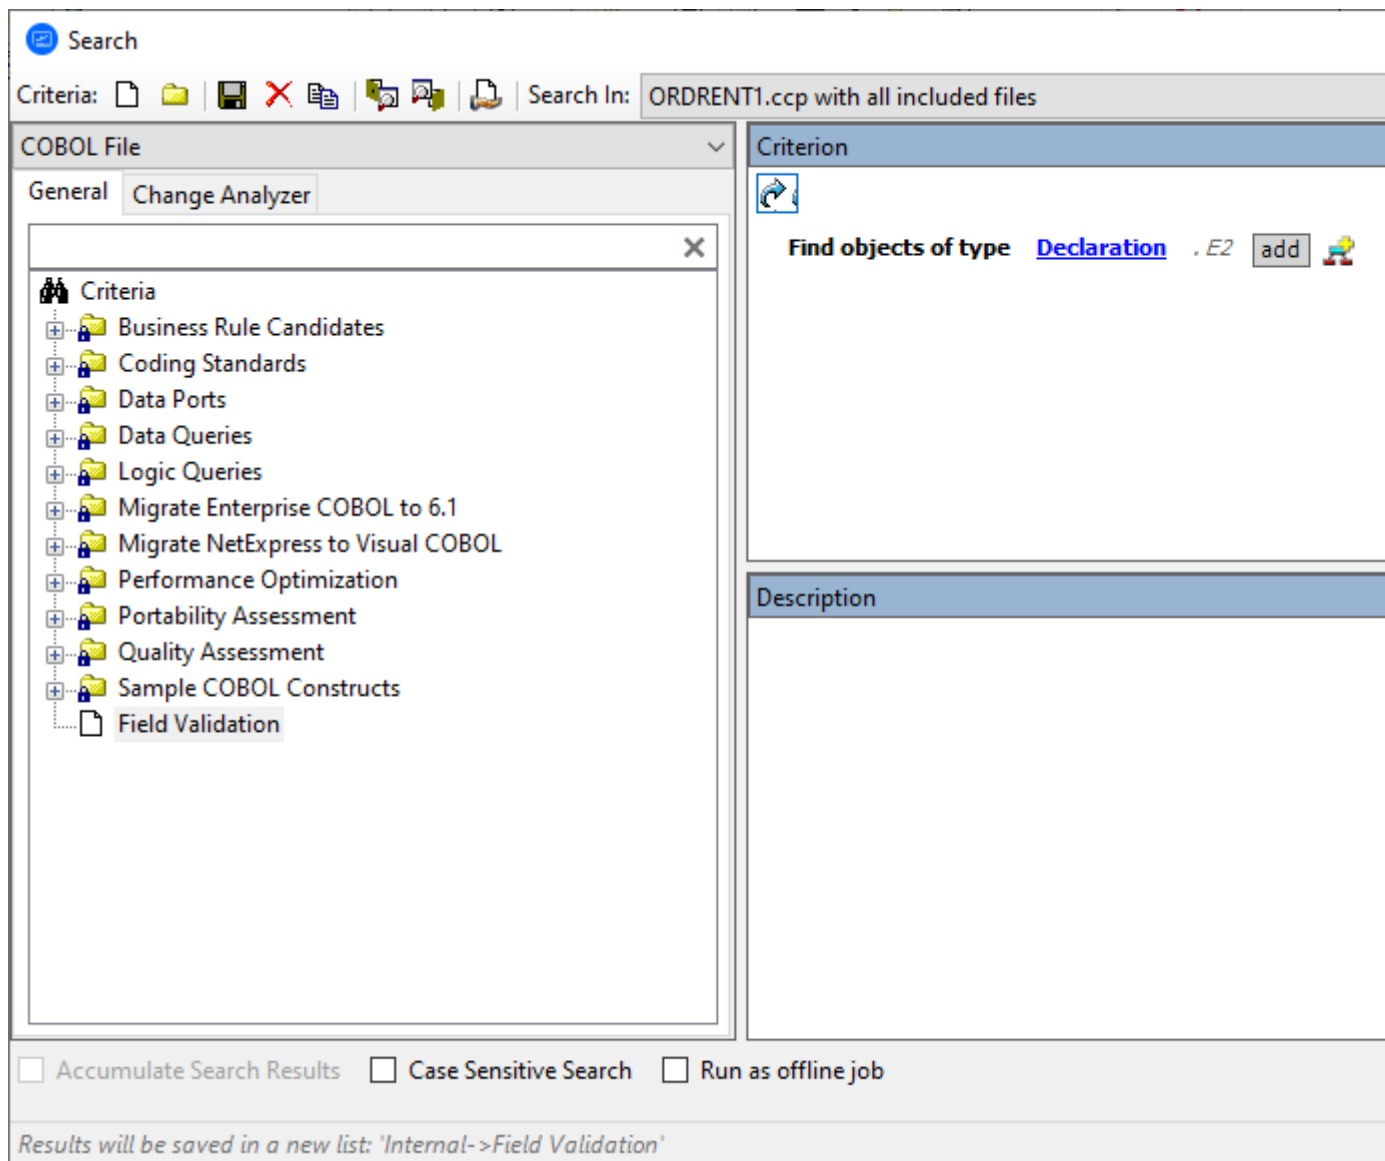 Search
Criteria:
Search In: ORDRENT1.ccp with all included files
COBOL File
General
Change Analyzer
Criteria
Business Rule Candidates
Coding Standards
Data Ports
Data Queries
Logic Queries
Migrate Enterprise COBOL to 6.1
Migrate NetExpress to Visual COBOL
Performance Optimization
Portability Assessment
Quality Assessment
Sample COBOL Constructs
Field Validation
Criterion
Find objects of type Declaration . E2 add
Description
Accumulate Search Results Case Sensitive Search Run as offline job
Results will be saved in a new list: 'Internal->Field Validation'